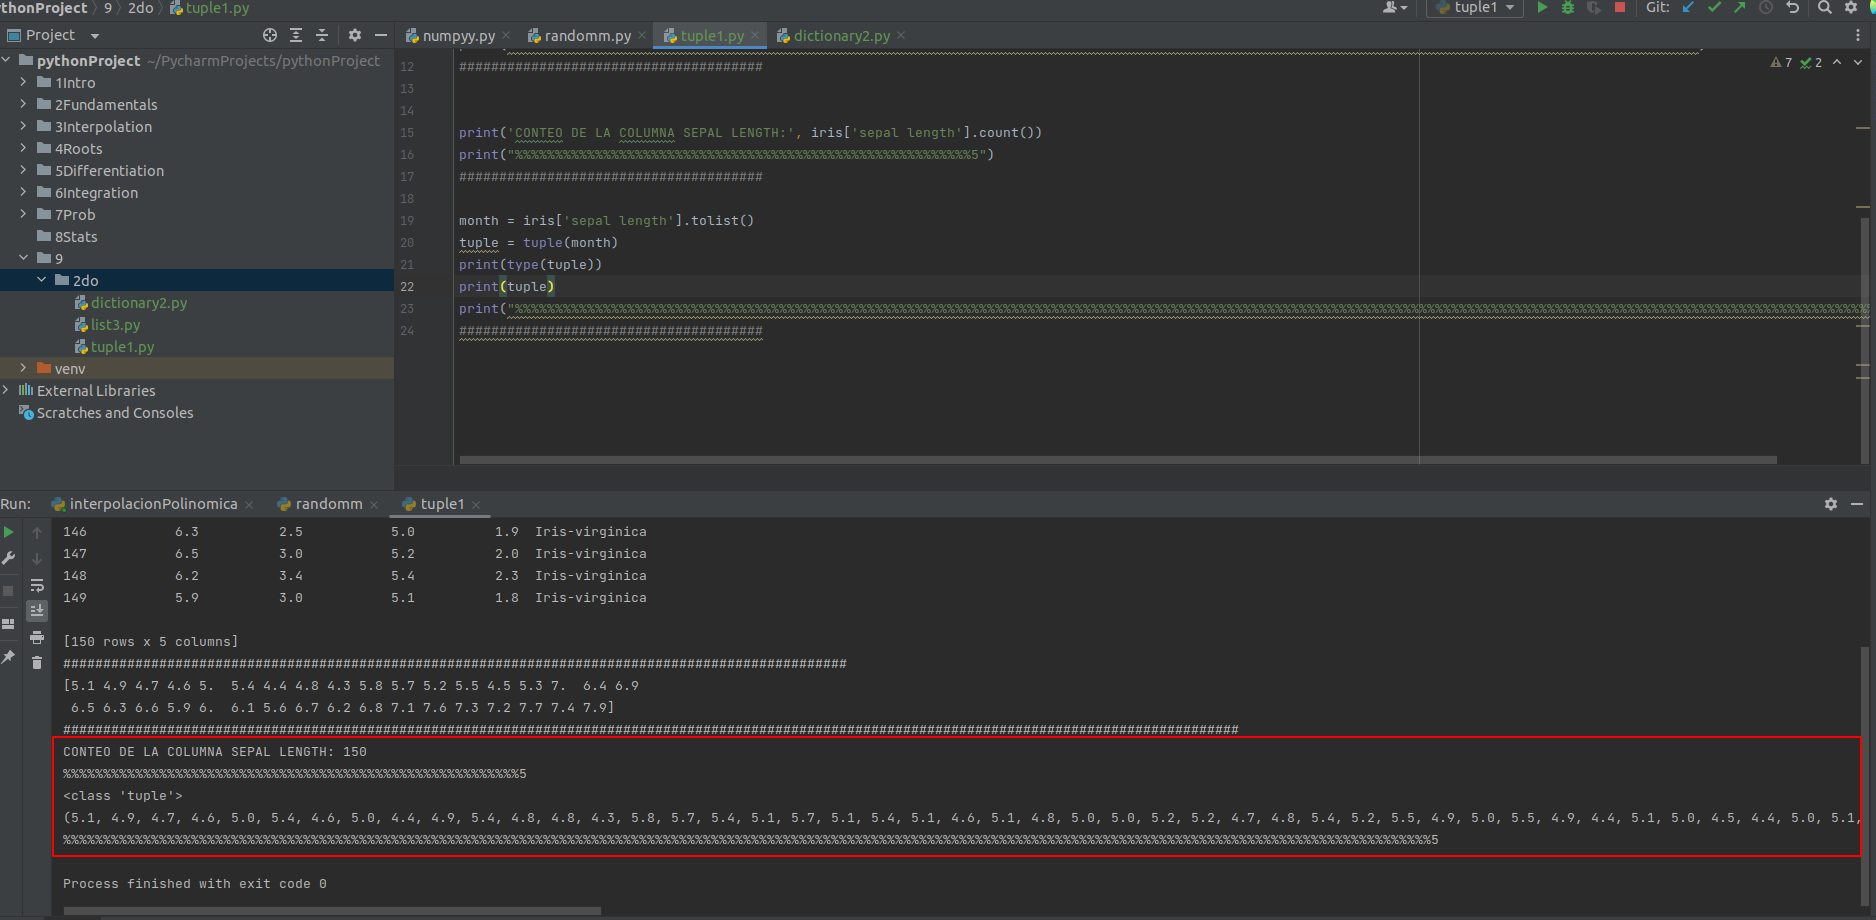 thonProject 〉 9 〉 2do 〉 tuple1.py
tuple1
Git:
Project
numpyy.py
randomm.py
tuple1.py
dictionary2.py
pythonProject ~/PycharmProjects/pythonProject
1Intro
2Fundamentals
3Interpolation
4Roots
5Differentiation
6Integration
7Prob
8Stats
9
2do
dictionary2.py
list3.py
tuple1.py
venv
External Libraries
Scratches and Consoles
7 2
12 ######################################
13
14
15 print('CONTEO DE LA COLUMNA SEPAL LENGTH:', iris['sepal length'].count())
16 print("%%%%%%%%%%%%%%%%%%%%%%%%%%%%%%%%%%%%%%%%%%%%%%%%%%%%%%%%%5")
17 ######################################
18
19 month = iris['sepal length'].tolist()
20 tuple = tuple(month)
21 print(type(tuple))
22 print(tuple)
23 print("%%%%%%%%%%%%%%%%%%%%%%%%%%%%%%%%%%%%%%%%%%%%%%%%%%%%%%%%%%%%%%%%%%%%%%%%%%%%%%%%%%%%%%%%%%%%%%%%%%%%%%%%%%%%%%%%%%%%%%%%%%%%%%%%%%%%%%%%%%%%%%%%%%%%%%%%%%%%%%%%%%%%%%%%%%
24 ######################################
Run:
interpolacionPolinomica
randomm
tuple1
146 6.3 2.5 5.0 1.9 Iris-virginica
147 6.5 3.0 5.2 2.0 Iris-virginica
148 6.2 3.4 5.4 2.3 Iris-virginica
149 5.9 3.0 5.1 1.8 Iris-virginica
[150 rows x 5 columns]
##################################################################################################
[5.1 4.9 4.7 4.6 5. 5.4 4.4 4.8 4.3 5.8 5.7 5.2 5.5 4.5 5.3 7. 6.4 6.9
6.5 6.3 6.6 5.9 6. 6.1 5.6 6.7 6.2 6.8 7.1 7.6 7.3 7.2 7.7 7.4 7.9]
###################################################################################################################################################
CONTEO DE LA COLUMNA SEPAL LENGTH: 150
%%%%%%%%%%%%%%%%%%%%%%%%%%%%%%%%%%%%%%%%%%%%%%%%%%%%%%%%%5
<class 'tuple'>
(5.1, 4.9, 4.7, 4.6, 5.0, 5.4, 4.6, 5.0, 4.4, 4.9, 5.4, 4.8, 4.8, 4.3, 5.8, 5.7, 5.4, 5.1, 5.7, 5.1, 5.4, 5.1, 4.6, 5.1, 4.8, 5.0, 5.0, 5.2, 5.2, 4.7, 4.8, 5.4, 5.2, 5.5, 4.9, 5.0, 5.5, 4.9, 4.4, 5.1, 5.0, 4.5, 4.4, 5.0, 5.1,
%%%%%%%%%%%%%%%%%%%%%%%%%%%%%%%%%%%%%%%%%%%%%%%%%%%%%%%%%%%%%%%%%%%%%%%%%%%%%%%%%%%%%%%%%%%%%%%%%%%%%%%%%%%%%%%%%%%%%%%%%%%%%%%%%%%%%%%%%%%%%%%%%%%%%%%%%%%%%%%%%%%%%%%%%%%5
Process finished with exit code 0